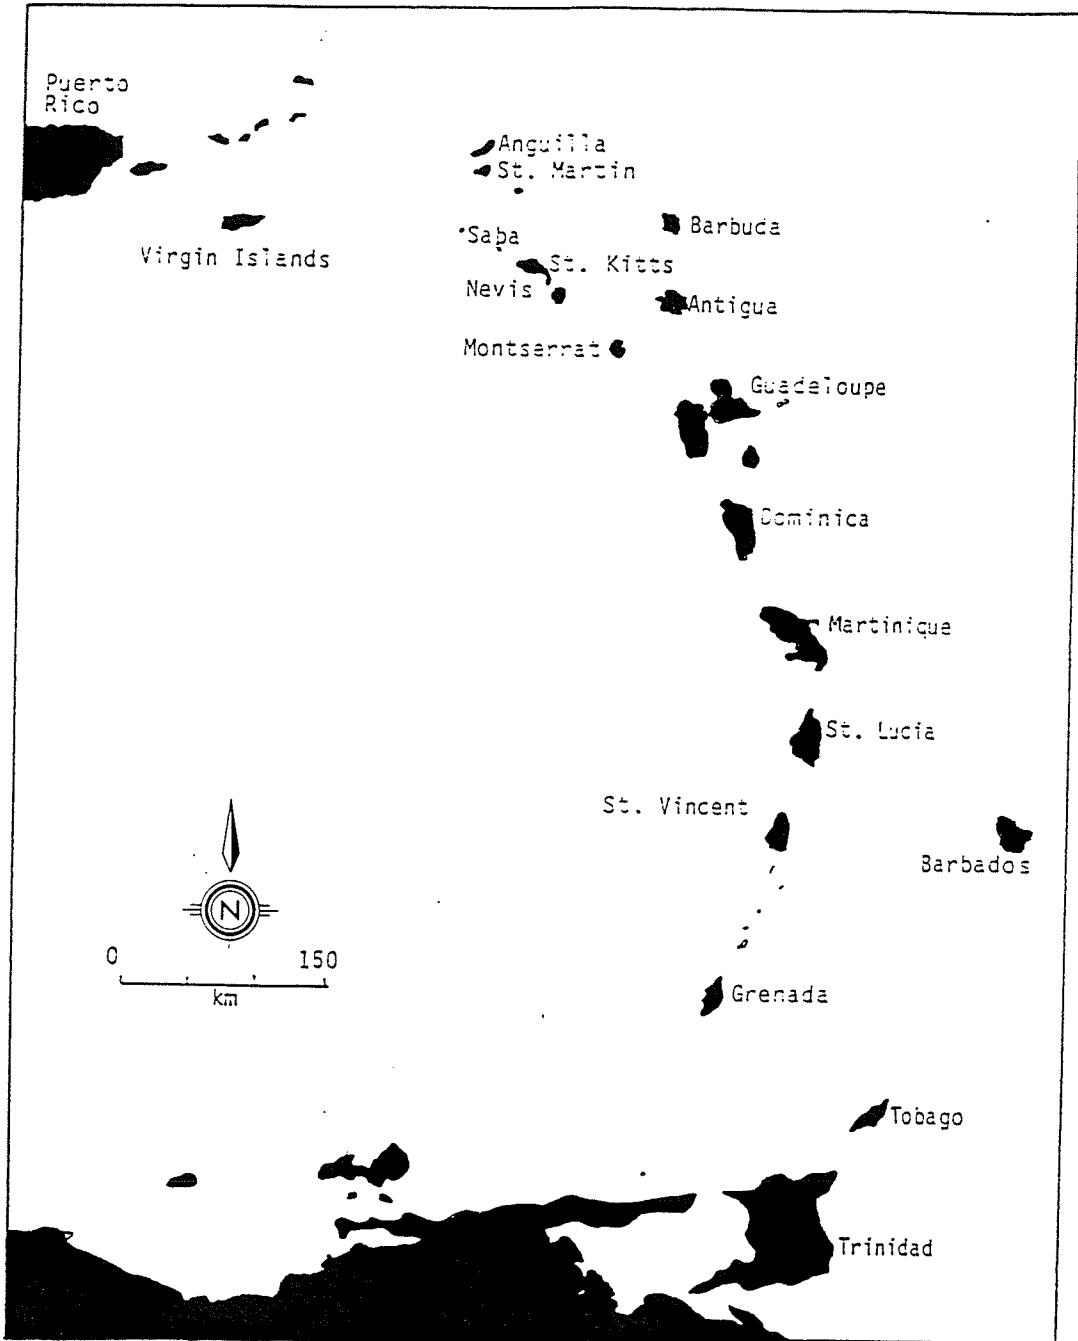 Puerto
Rico
Anguilla
St. Martin
Barbuda
Saba
Virgin Islands
St. Kitts
Nevis
Antigua
Montserrat
Guadeloupe
Dominica
Martinique
St. Lucia
St. Vincent
Barbados
N
0 150
km
Grenada
Tobago
Trinidad